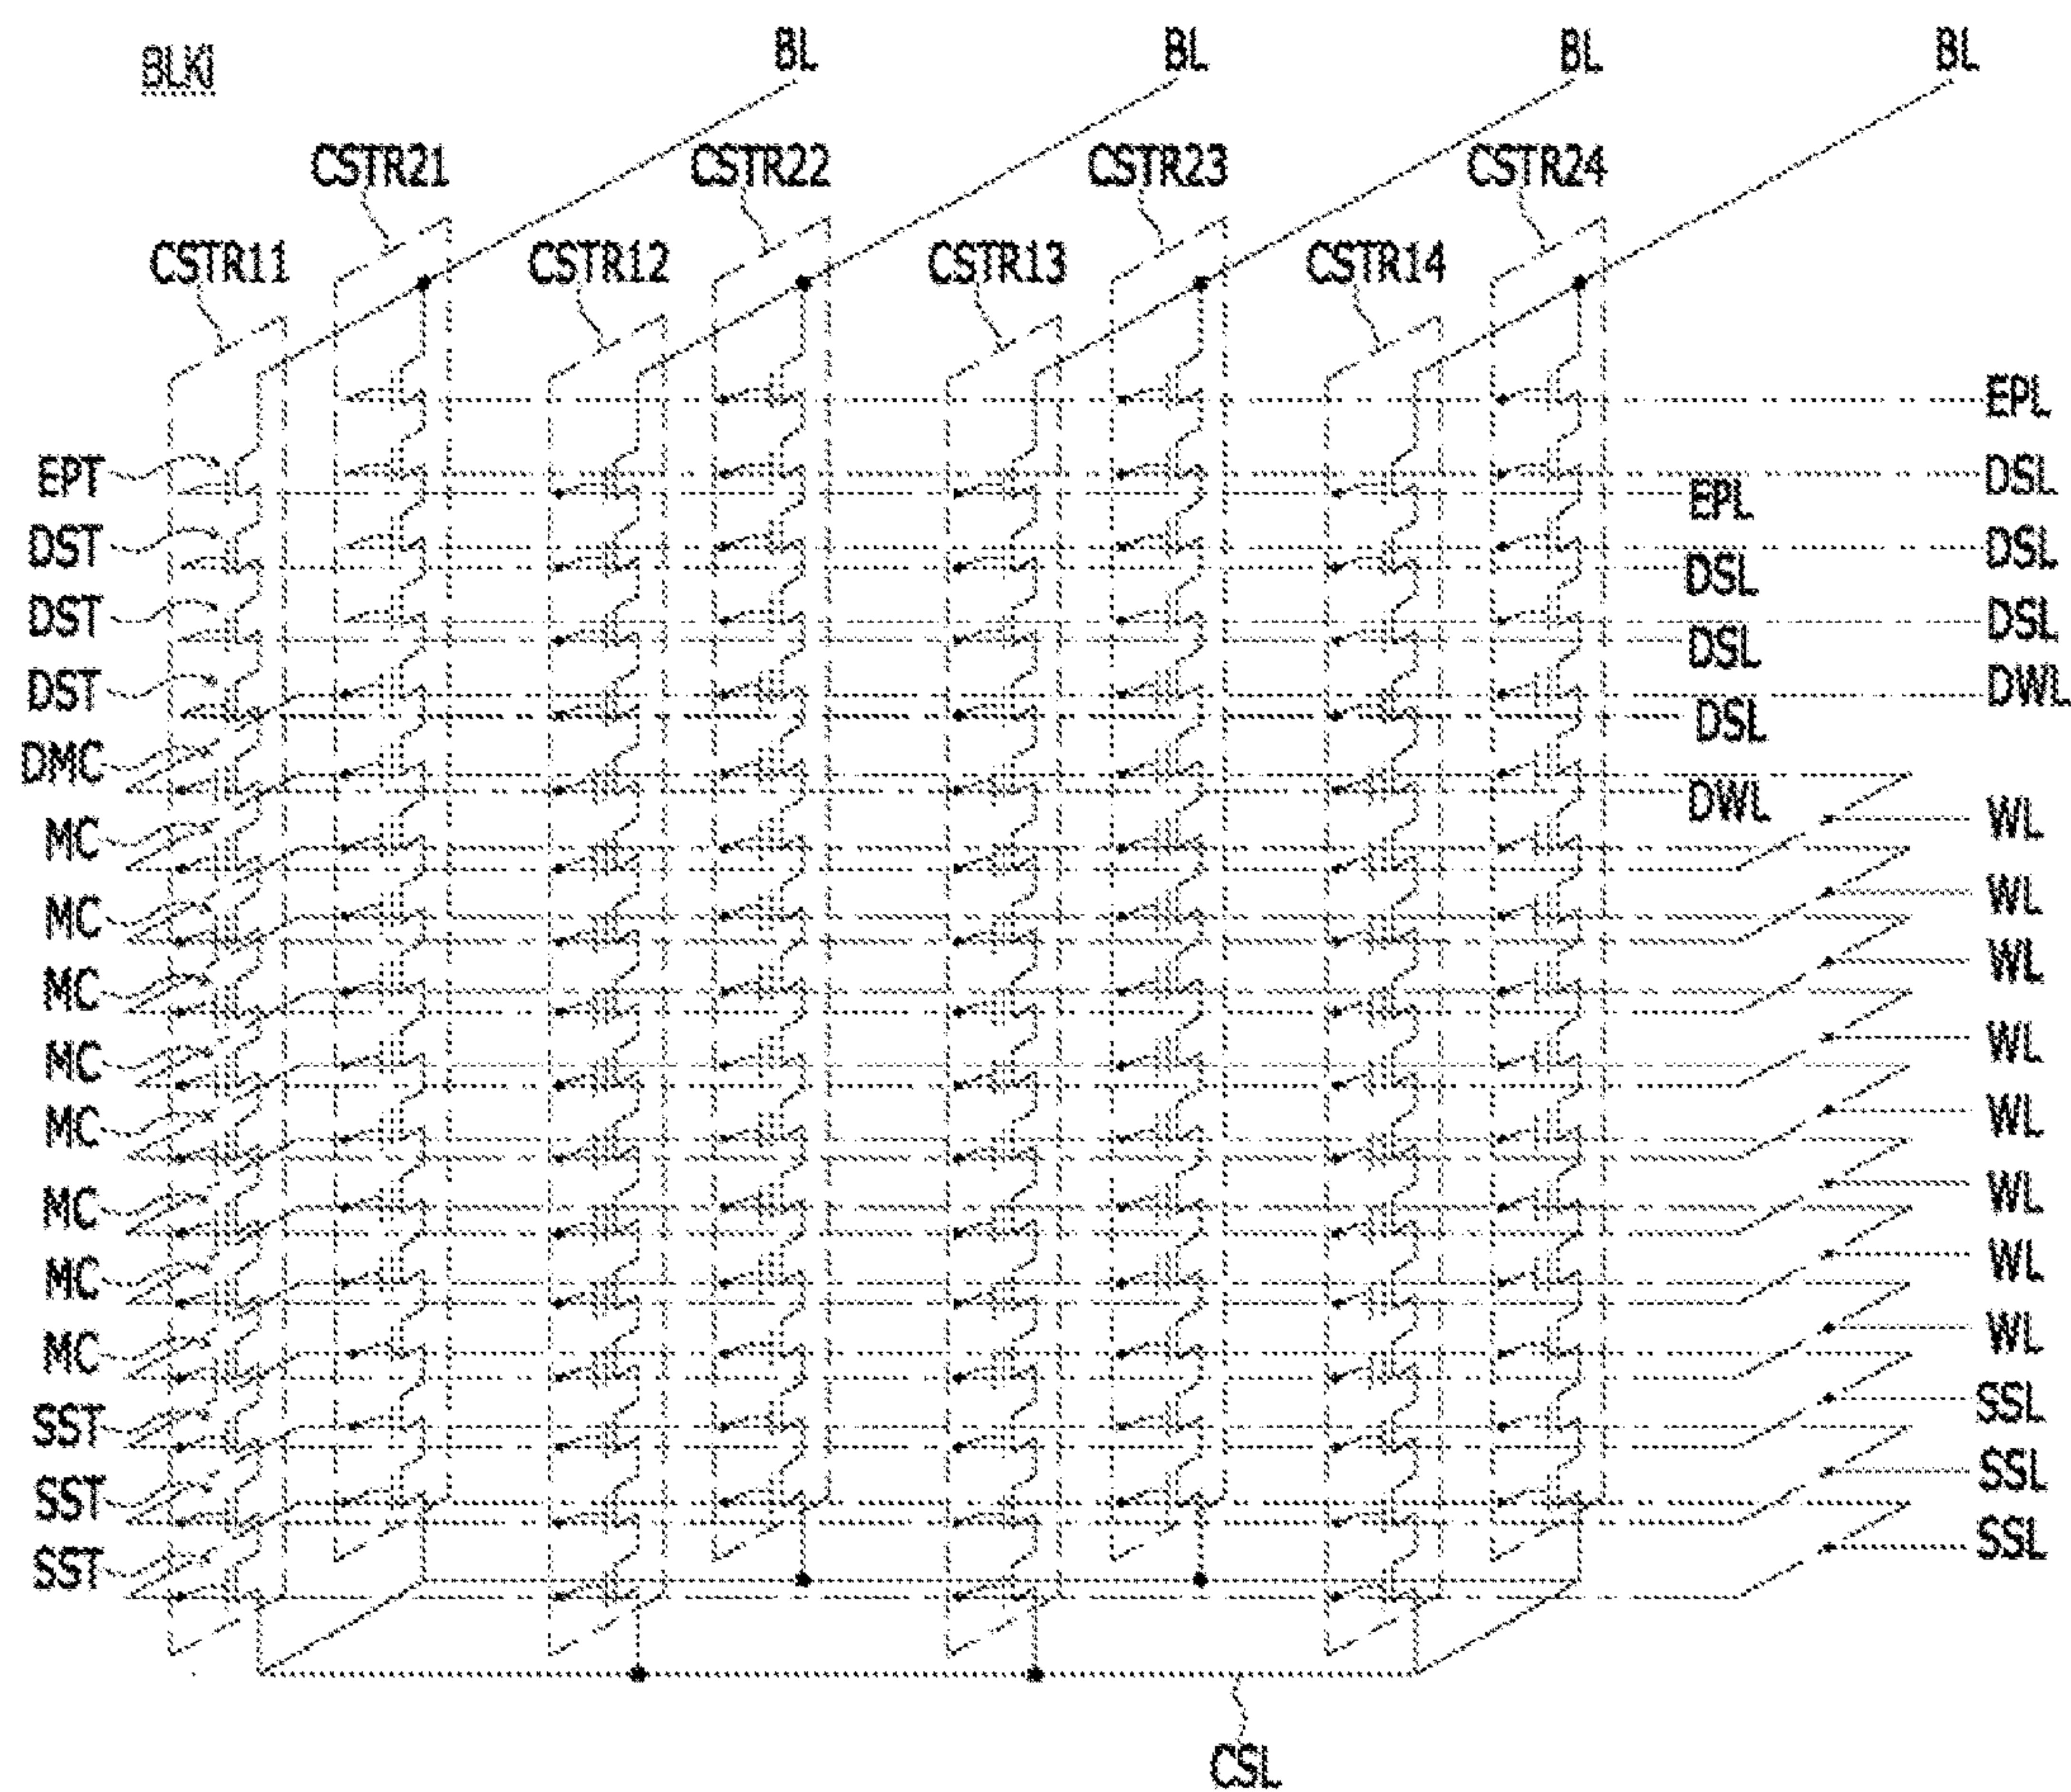 BLKi
BL BL BL BL
CSTR21 CSTR22 CSTR23 CSTR24
CSTR11 CSTR12 CSTR13 CSTR14
EPL
EPT
DSL
EPL
DST
DSL
DSL
DST
DSL
DSL
DST
DWL
DSL
DMC
DWL
MC
WL
MC
WL
MC
WL
MC
WL
MC
WL
MC
WL
MC
WL
MC
WL
SST
SSL
SST
SSL
SST
SSL
CSL